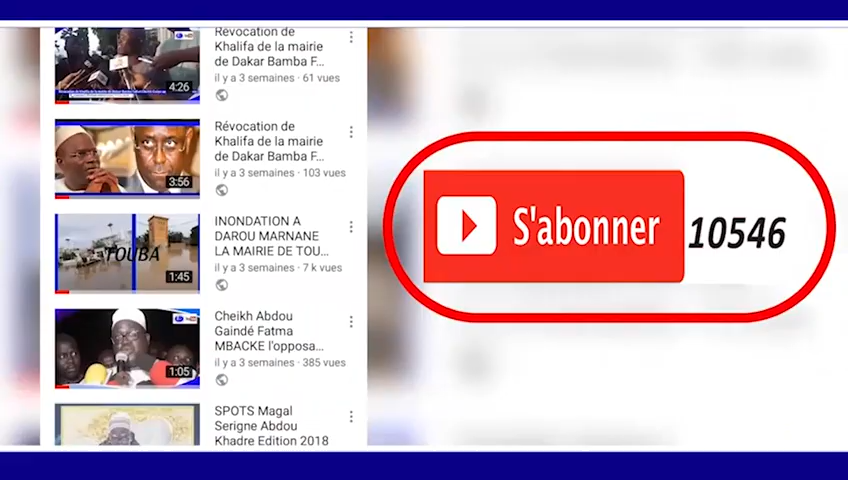 Révocation de
Khalifa de la mairie
de Dakar Bamba F...
il y a 3 semaines · 61 vues
4:26
Révocation de
Khalifa de la mairie
de Dakar Bamba F...
il y a 3 semaines · 103 vues
3:56
INONDATION A
DAROU MARNANE
LA MAIRIE DE TOU...
il y a 3 semaines · 7 k vues
TOUBA
1:45
Cheikh Abdou
Gaindé Fatma
MBACKE l'opposa...
il y a 3 semaines · 385 vues
1:05
SPOTS Magal
Serigne Abdou
Khadre Edition 2018
S'abonner 10546